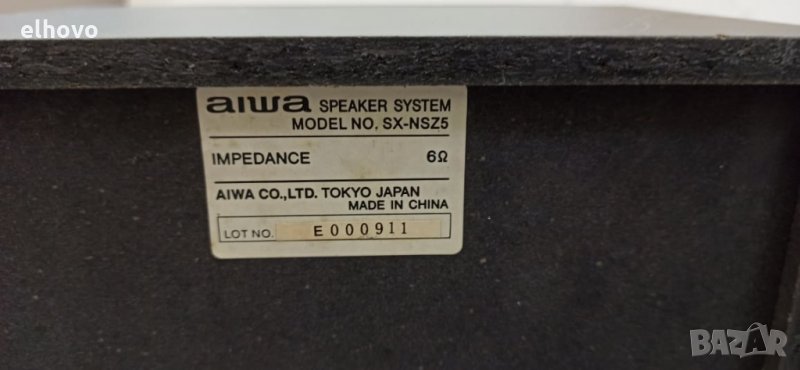 elhovo
aiwa SPEAKER SYSTEM
MODEL NO. SX-NSZ5
IMPEDANCE 6Ω
AIWA CO.,LTD. TOKYO JAPAN
MADE IN CHINA
LOT NO. E000911
BAZAR